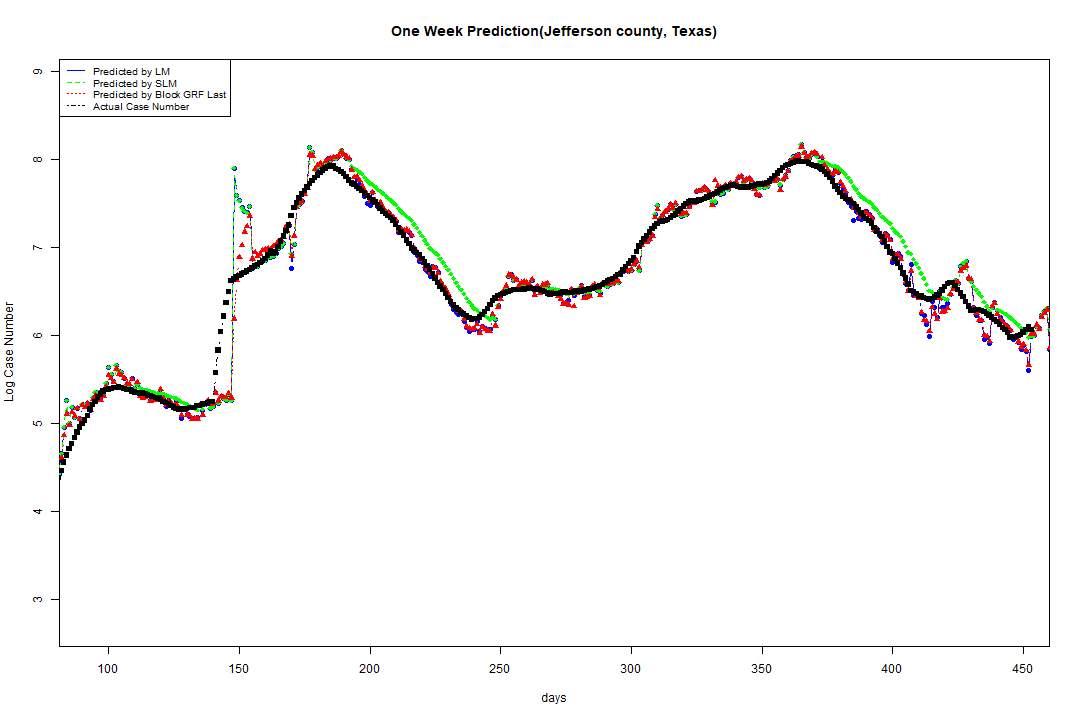 One Week Prediction(Jefferson county, Texas)
Predicted by LM
Predicted by SLM
Predicted by Block GRF Last
Actual Case Number
Log Case Number
9
8
7
6
5
4
3
100 150 200 250 300 350 400 450
days